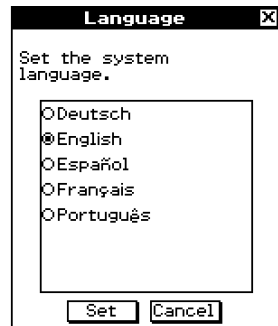 Language
Set the system
language.
Deutsch
English
Español
Français
Português
Set Cancel